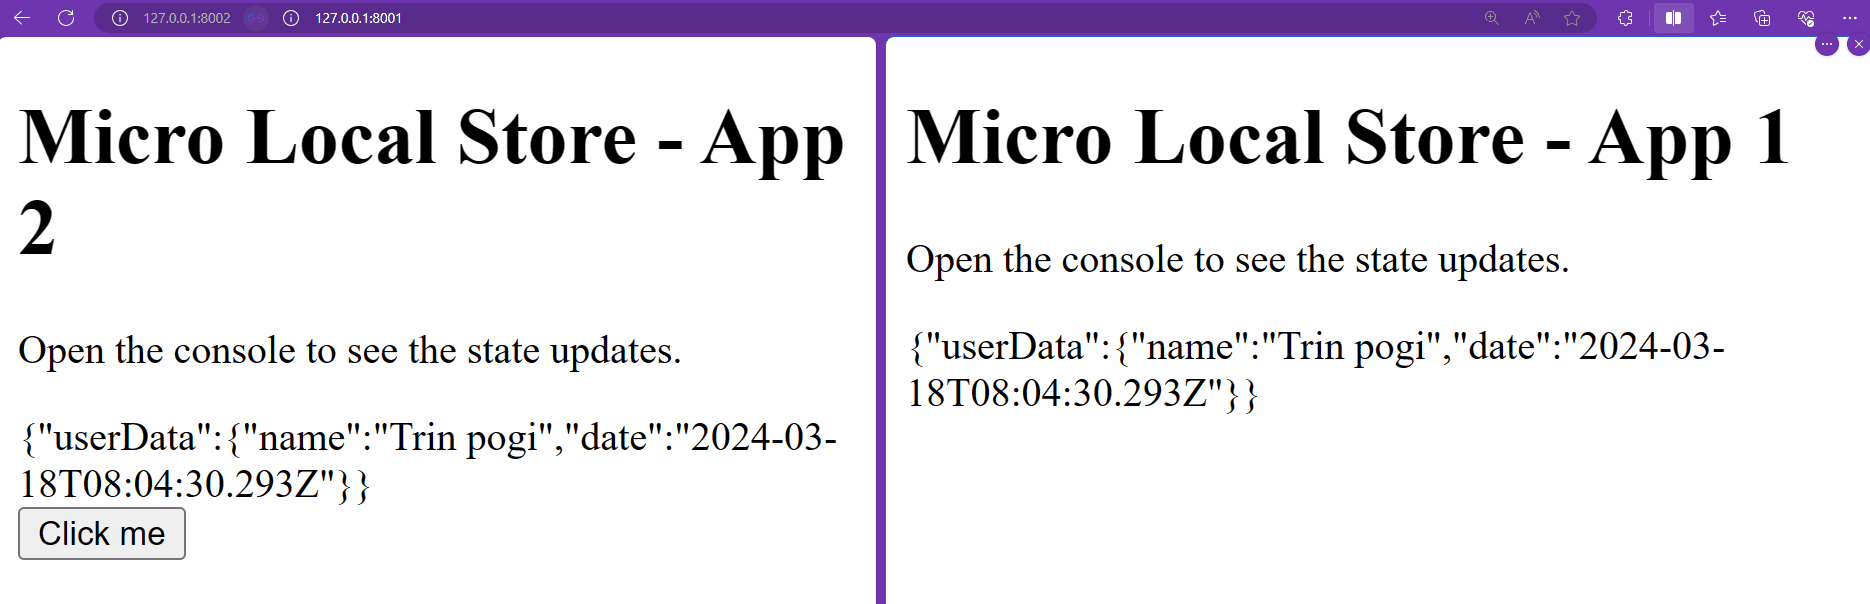 127.0.0.1:8002
127.0.0.1:8001
Micro Local Store - App
2
Open the console to see the state updates.
{"userData":{"name":"Trin pogi","date":"2024-03-
18T08:04:30.293Z"}}
Click me
Micro Local Store - App 1
Open the console to see the state updates.
{"userData":{"name":"Trin pogi","date":"2024-03-
18T08:04:30.293Z"}}